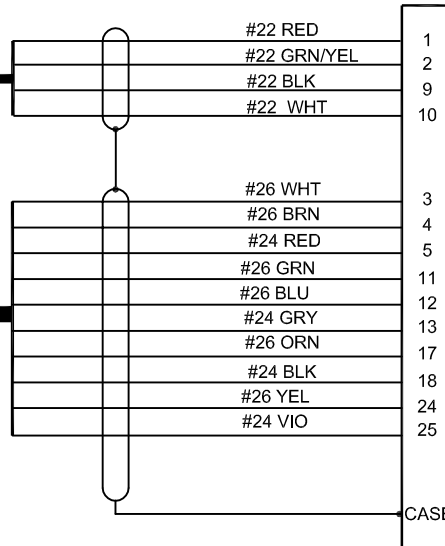 #22 RED 1
#22 GRN/YEL 2
#22 BLK 9
#22 WHT 10
#26 WHT 3
#26 BRN 4
#24 RED 5
#26 GRN 11
#26 BLU 12
#24 GRY 13
#26 ORN 17
#24 BLK 18
#26 YEL 24
#24 VIO 25
CASE